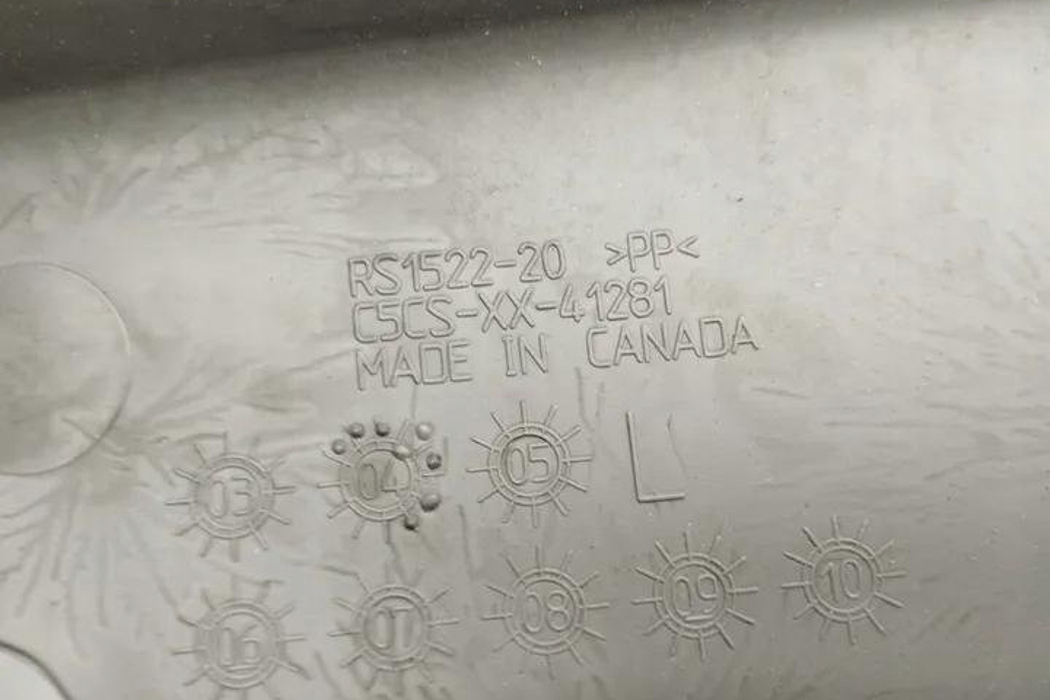 RS1522-20 >PP<
C5CS-XX-41281
MADE IN CANADA
03 04 05 L
06 07 08 09 10